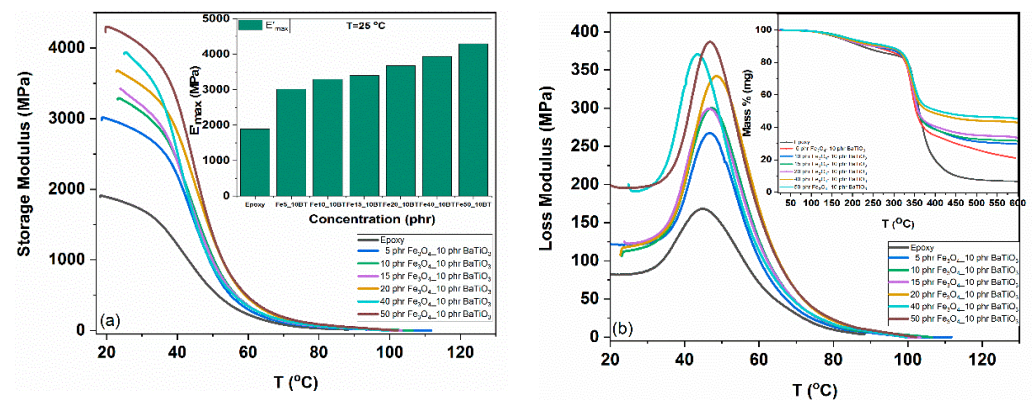 Storage Modulus (MPa)
4000
3000
2000
1000
0
20
40
60
80
100
120
T (°C)
(a)
E'max
T=25 °C
E'max (MPa)
5000
4000
3000
2000
1000
0
Epoxy
Concentration (phr)
Epoxy
5 phr Fe₃O₄_10 phr BaTiO₃
10 phr Fe₃O₄_10 phr BaTiO₃
15 phr Fe₃O₄_10 phr BaTiO₃
20 phr Fe₃O₄_10 phr BaTiO₃
40 phr Fe₃O₄_10 phr BaTiO₃
50 phr Fe₃O₄_10 phr BaTiO₃
Loss Modulus (MPa)
400
350
300
250
200
150
100
50
0
20
40
60
80
100
120
T (°C)
(b)
Mass % (mg)
100
80
60
40
20
0
50 100 150 200 250 300 350 400 450 500 550 600
T (°C)
Epoxy
Epoxy
5 phr Fe₃O₄_10 phr BaTiO₃
10 phr Fe₃O₄_10 phr BaTiO₃
15 phr Fe₃O₄_10 phr BaTiO₃
20 phr Fe₃O₄_10 phr BaTiO₃
40 phr Fe₃O₄_10 phr BaTiO₃
50 phr Fe₃O₄_10 phr BaTiO₃